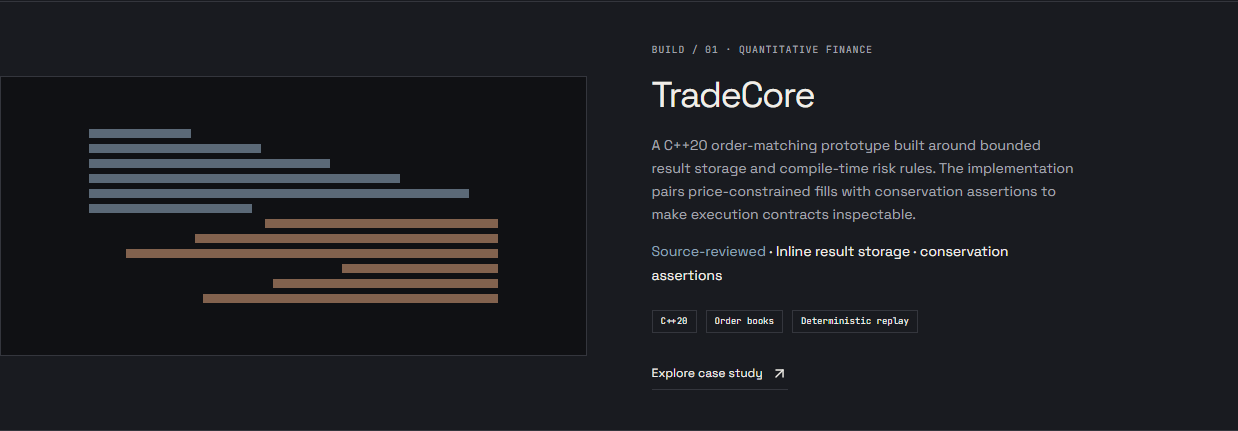 BUILD / 01 · QUANTITATIVE FINANCE
TradeCore
A C++20 order-matching prototype built around bounded
result storage and compile-time risk rules. The implementation
pairs price-constrained fills with conservation assertions to
make execution contracts inspectable.
Source-reviewed · Inline result storage · conservation
assertions
C++20 Order books Deterministic replay
Explore case study